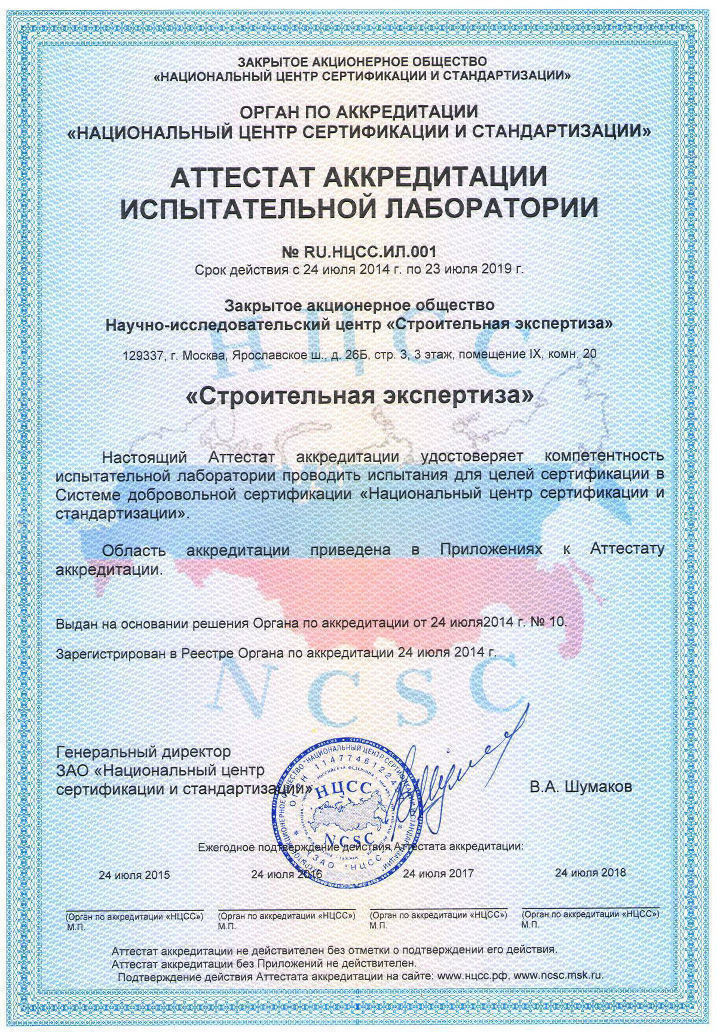 ЗАКРЫТОЕ АКЦИОНЕРНОЕ ОБЩЕСТВО
«НАЦИОНАЛЬНЫЙ ЦЕНТР СЕРТИФИКАЦИИ И СТАНДАРТИЗАЦИИ»
ОРГАН ПО АККРЕДИТАЦИИ
«НАЦИОНАЛЬНЫЙ ЦЕНТР СЕРТИФИКАЦИИ И СТАНДАРТИЗАЦИИ»
АТТЕСТАТ АККРЕДИТАЦИИ
ИСПЫТАТЕЛЬНОЙ ЛАБОРАТОРИИ
№ RU.НЦСС.ИЛ.001
Срок действия с 24 июля 2014 г. по 23 июля 2019 г.
НЦСС
Закрытое акционерное общество
Научно-исследовательский центр «Строительная экспертиза»
129337, г. Москва, Ярославское ш., д. 26Б, стр. 3, 3 этаж, помещение IX, комн. 20
«Строительная экспертиза»
Настоящий Аттестат аккредитации удостоверяет компетентность
испытательной лаборатории проводить испытания для целей сертификации в
Системе добровольной сертификации «Национальный центр сертификации и
стандартизации».
Область аккредитации приведена в Приложениях к Аттестату
аккредитации.
Выдан на основании решения Органа по аккредитации от 24 июля2014 г. № 10.
Зарегистрирован в Реестре Органа по аккредитации 24 июля 2014 г.
NCSC
Генеральный директор
ЗАО «Национальный центр
сертификации и стандартизации»
В.А. Шумаков
НЦСС
NCSC
ЗАО "НЦСС"
Ежегодное подтверждение действия Аттестата аккредитации:
24 июля 2015 24 июля 2016 24 июля 2017 24 июля 2018
(Орган по аккредитации «НЦСС») (Орган по аккредитации «НЦСС») (Орган по аккредитации «НЦСС») (Орган по аккредитации «НЦСС»)
М.П. М.П. М.П. М.П.
Аттестат аккредитации не действителен без отметки о подтверждении его действия.
Аттестат аккредитации без Приложений не действителен.
Подтверждение действия Аттестата аккредитации на сайте: www.нцсс.рф, www.ncsc.msk.ru.